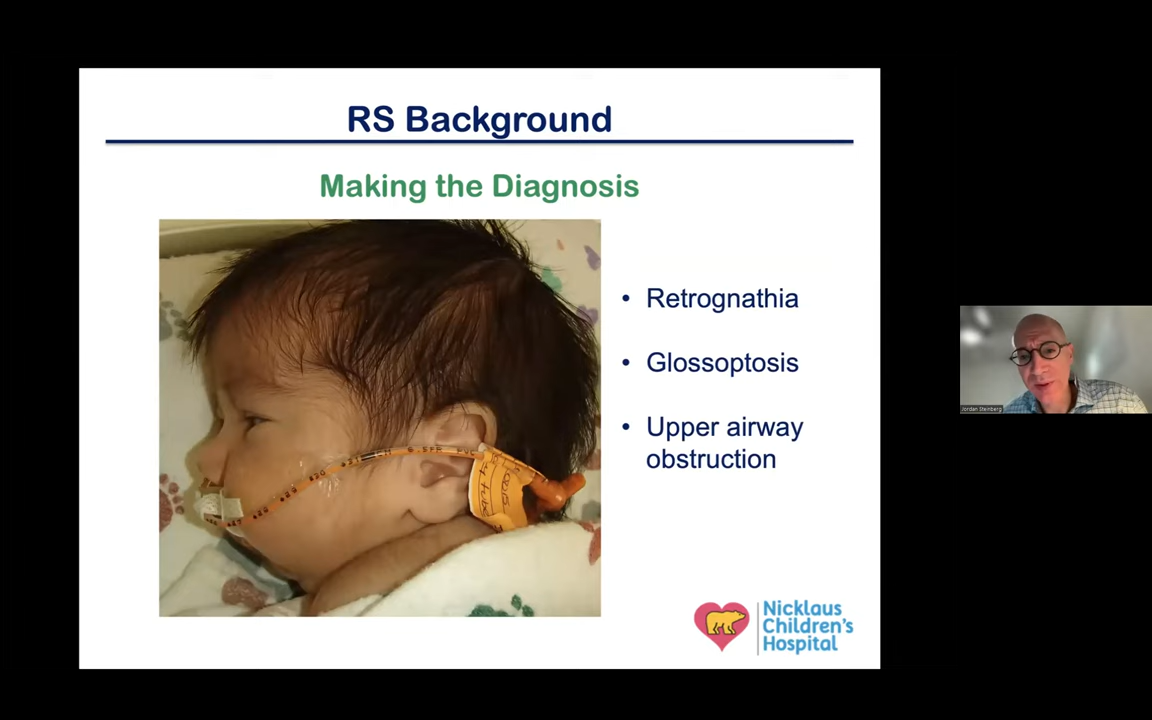 RS Background
Making the Diagnosis
• Retrognathia
• Glossoptosis
• Upper airway
obstruction
Nicklaus
Children's
Hospital
Jordan Steinberg